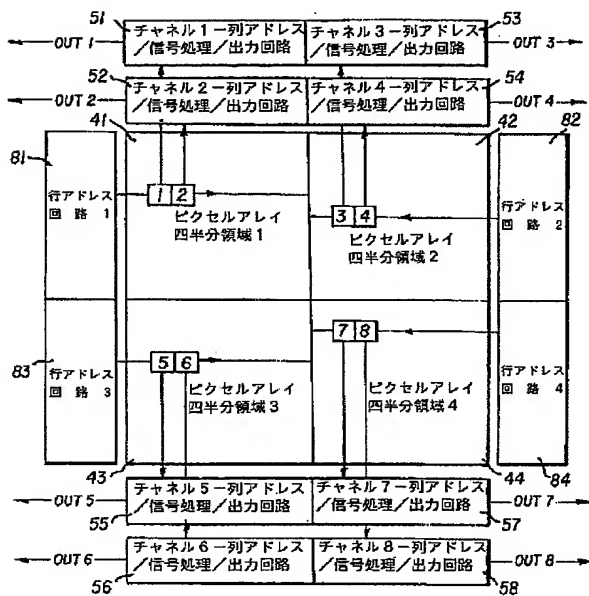 51
53
OUT 1
チャネル1ー列アドレス
/信号処理/出力回路
チャネル3ー列アドレス
/信号処理/出力回路
OUT 3
52
54
OUT 2
チャネル2ー列アドレス
/信号処理/出力回路
チャネル4ー列アドレス
/信号処理/出力回路
OUT 4
41
42
81
82
行アドレス
回路 1
1 2
ピクセルアレイ
四半分領域1
3 4
ピクセルアレイ
四半分領域2
行アドレス
回路 2
83
行アドレス
回路 3
5 6
ピクセルアレイ
四半分領域3
7 8
ピクセルアレイ
四半分領域4
行アドレス
回路 4
43
44
84
OUT 5
チャネル5ー列アドレス
/信号処理/出力回路
チャネル7ー列アドレス
/信号処理/出力回路
OUT 7
55
57
OUT 6
チャネル6ー列アドレス
/信号処理/出力回路
チャネル8ー列アドレス
/信号処理/出力回路
OUT 8
56
58